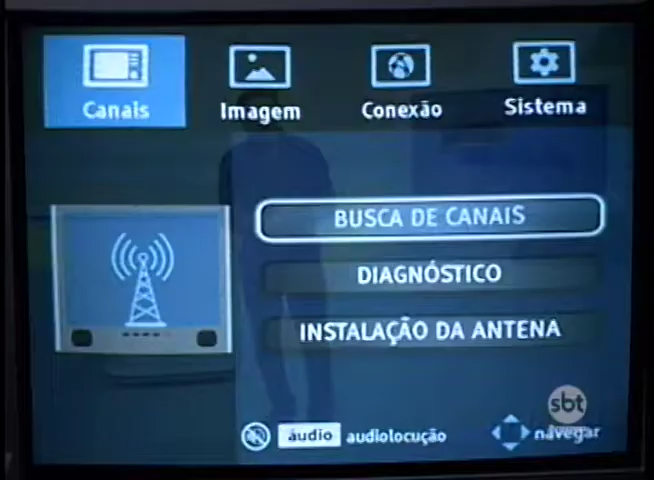 Canais
Imagem
Conexão
Sistema
BUSCA DE CANAIS
DIAGNÓSTICO
INSTALAÇÃO DA ANTENA
áudio audiolocução
navegar
sbt